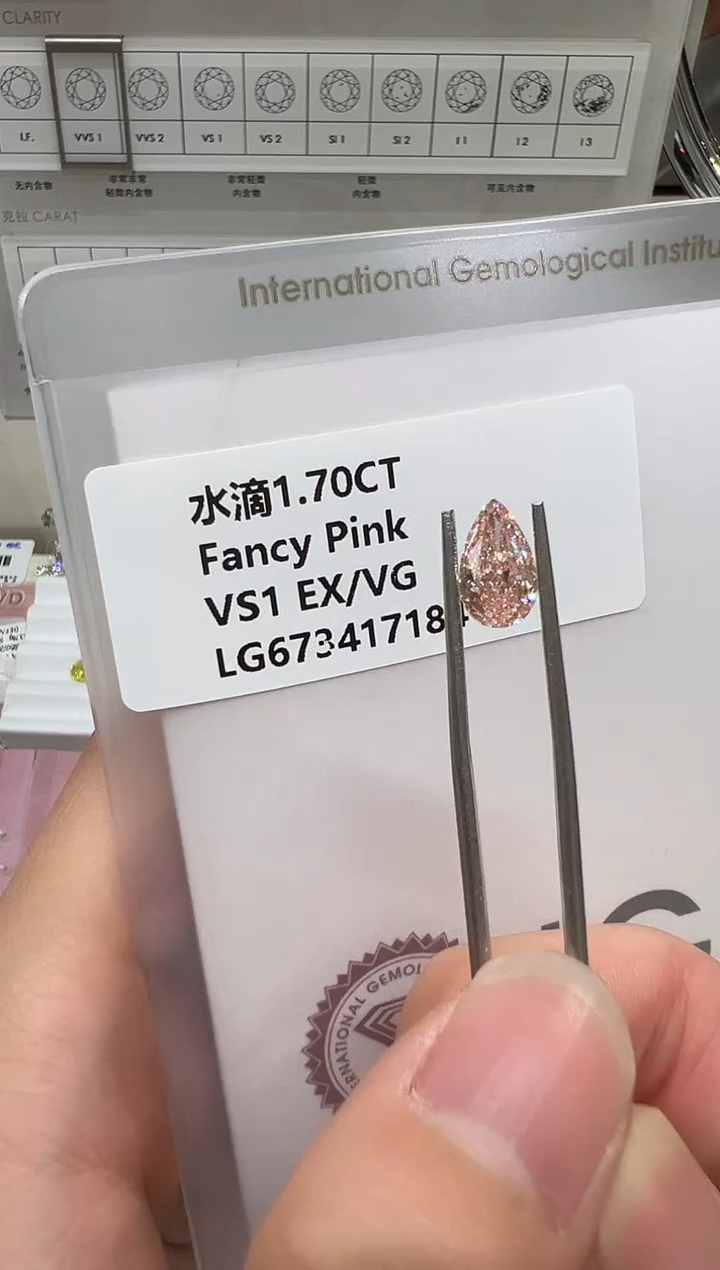 CLARITY
VVS 1
VVS 2
VS 1
VS 2
SI 1
SI 2
I 1
I 2
I 3
无内含物
非常非常
轻微内含物
非常轻微
内含物
轻微
内含物
可见内含物
克拉 CARAT
International Gemological Institu
水滴1.70CT
Fancy Pink
VS1 EX/VG
LG67341718
NATIONAL GEMOL